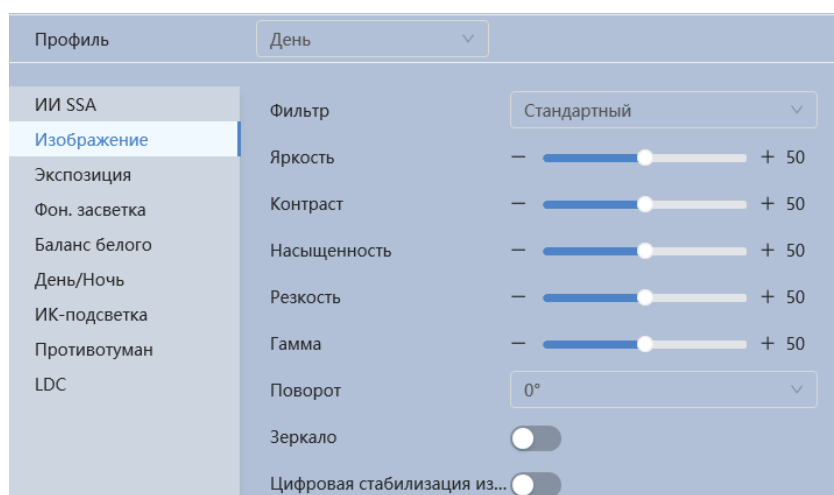 Профиль День
ИИ SSA
Изображение
Экспозиция
Фон. засветка
Баланс белого
День/Ночь
ИК-подсветка
Противотуман
LDC
Фильтр Стандартный
Яркость − + 50
Контраст − + 50
Насыщенность − + 50
Резкость − + 50
Гамма − + 50
Поворот 0°
Зеркало
Цифровая стабилизация из...